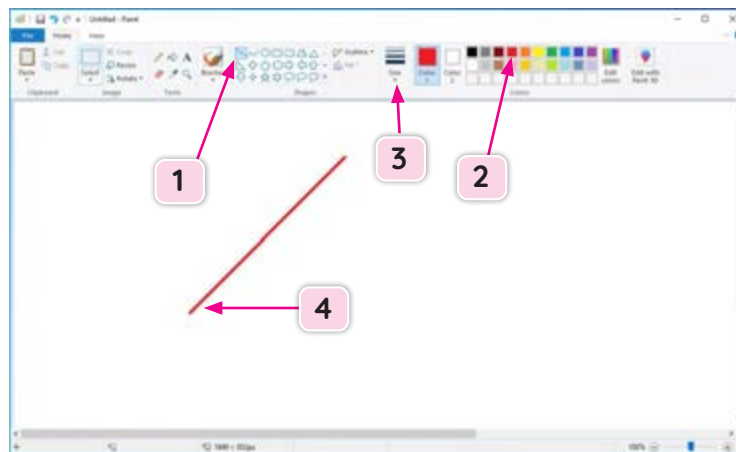 Untitled - Paint
File Home View
Cut
Copy
Paste
Select
Crop
Resize
Rotate
A
Brushes
Outline
Fill
Size
Color
1
Color
2
Edit
colors
Edit with
Paint 3D
Clipboard Image Tools Shapes Colors
1
3
2
4
100%